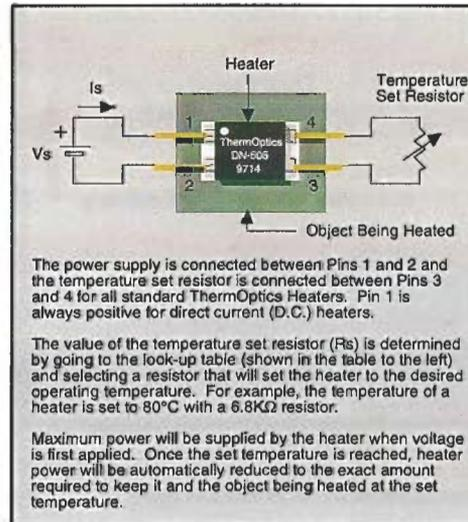 Heater
Is
Temperature
Set Resistor
+
Vs
1
4
ThermOptics
DN-505
9714
2
3
Object Being Heated
The power supply is connected between Pins 1 and 2 and
the temperature set resistor is connected between Pins 3
and 4 for all standard ThermOptics Heaters. Pin 1 is
always positive for direct current (D.C.) heaters.
The value of the temperature set resistor (Rs) is determined
by going to the look-up table (shown in the table to the left)
and selecting a resistor that will set the heater to the desired
operating temperature. For example, the temperature of a
heater is set to 80°C with a 6.8KΩ resistor.
Maximum power will be supplied by the heater when voltage
is first applied. Once the set temperature is reached, heater
power will be automatically reduced to the exact amount
required to keep it and the object being heated at the set
temperature.